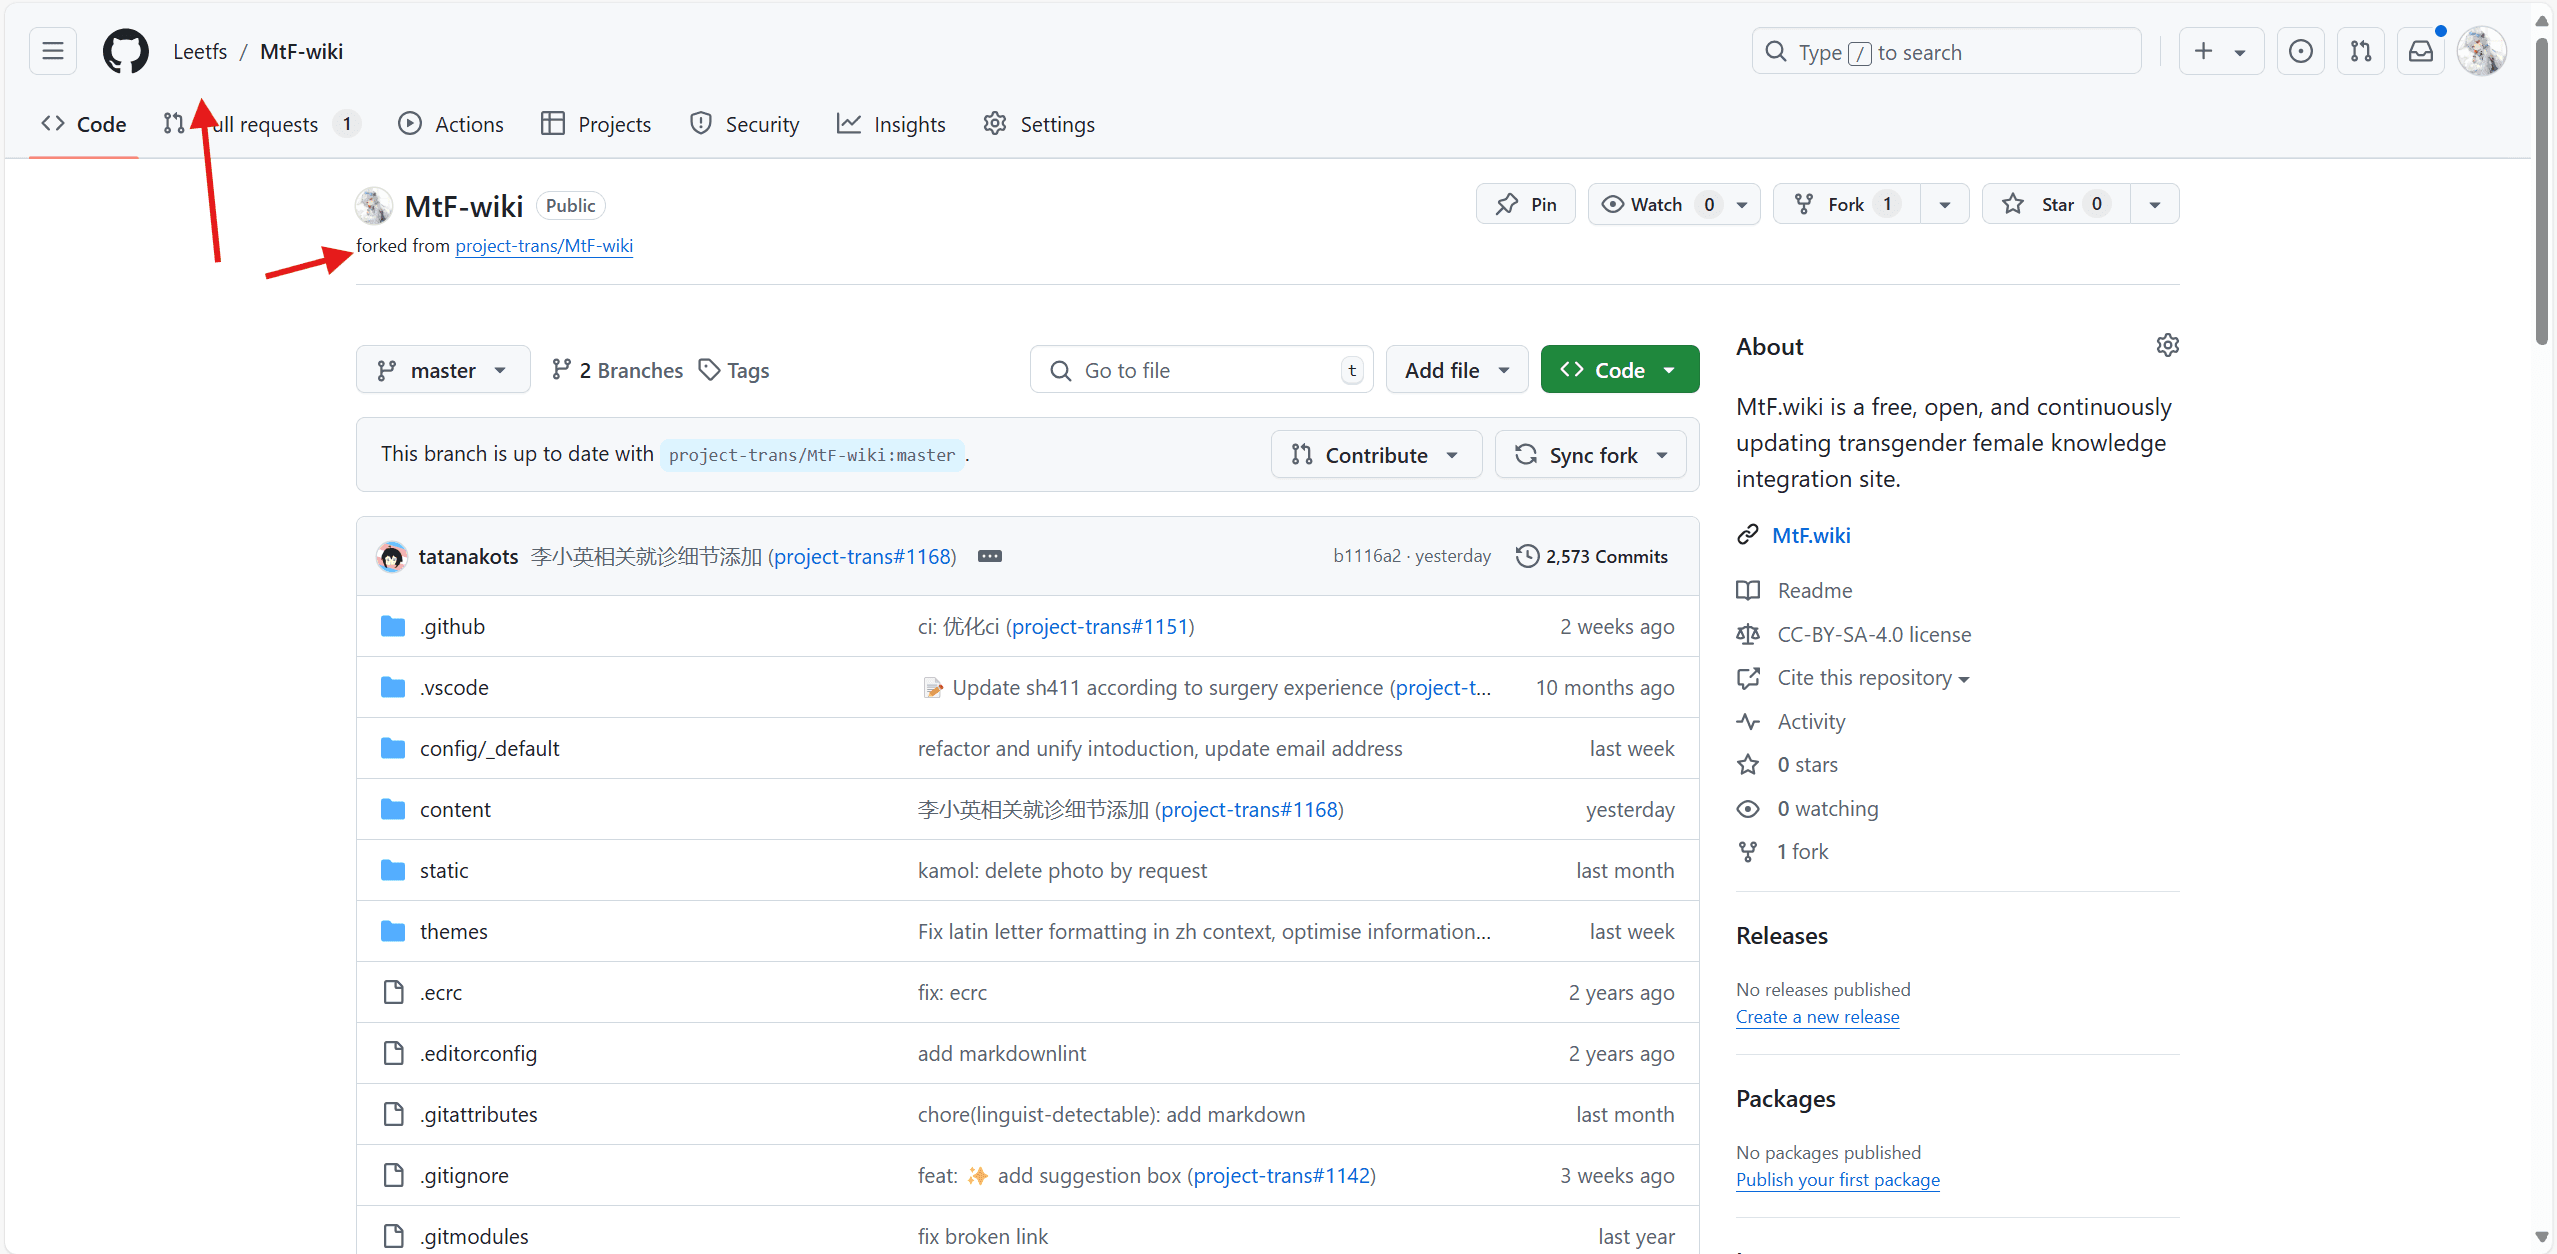 Leetfs / MtF-wiki
Type / to search
Code
ull requests 1
Actions
Projects
Security
Insights
Settings
MtF-wiki Public
forked from project-trans/MtF-wiki
Pin
Watch 0
Fork 1
Star 0
master
2 Branches
Tags
Go to file t
Add file
Code
This branch is up to date with project-trans/MtF-wiki:master .
Contribute
Sync fork
tatanakots 李小英相关就诊细节添加 (project-trans#1168)
b1116a2 · yesterday
2,573 Commits
.github ci: 优化ci (project-trans#1151) 2 weeks ago
.vscode 📝 Update sh411 according to surgery experience (project-t... 10 months ago
config/_default refactor and unify intoduction, update email address last week
content 李小英相关就诊细节添加 (project-trans#1168) yesterday
static kamol: delete photo by request last month
themes Fix latin letter formatting in zh context, optimise information... last week
.ecrc fix: ecrc 2 years ago
.editorconfig add markdownlint 2 years ago
.gitattributes chore(linguist-detectable): add markdown last month
.gitignore feat: ✨ add suggestion box (project-trans#1142) 3 weeks ago
.gitmodules fix broken link last year
About
MtF.wiki is a free, open, and continuously
updating transgender female knowledge
integration site.
MtF.wiki
Readme
CC-BY-SA-4.0 license
Cite this repository
Activity
0 stars
0 watching
1 fork
Releases
No releases published
Create a new release
Packages
No packages published
Publish your first package